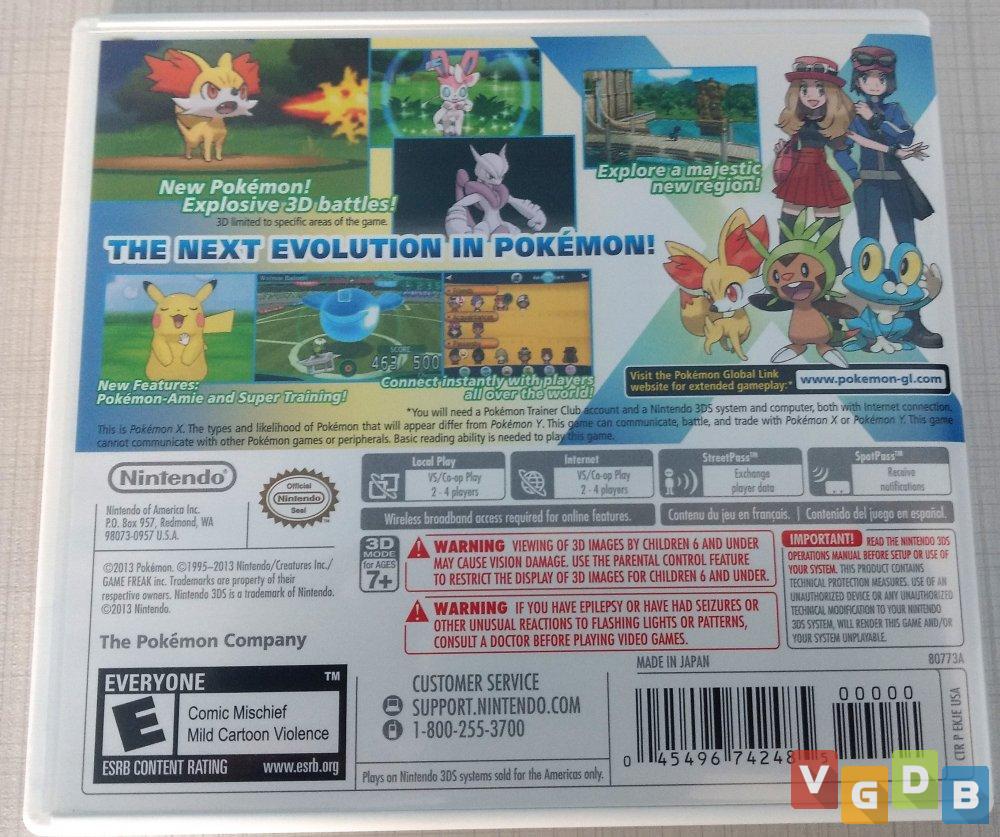 New Pokémon!
Explosive 3D battles!
3D limited to specific areas of the game.
Explore a majestic
new region!
THE NEXT EVOLUTION IN POKÉMON!
SCORE
463 500
New Features:
Pokémon-Amie and Super Training!
Connect instantly with players
all over the world!
Visit the Pokémon Global Link
website for extended gameplay:*
www.pokemon-gl.com
*You will need a Pokémon Trainer Club account and a Nintendo 3DS system and computer, both with Internet connection.
This is Pokémon X. The types and likelihood of Pokémon that will appear differ from Pokémon Y. This game can communicate, battle, and trade with Pokémon X or Pokémon Y. This game
cannot communicate with other Pokémon games or peripherals. Basic reading ability is needed to play this game.
Nintendo
Nintendo of America Inc.
P.O. Box 957, Redmond, WA
98073-0957 U.S.A.
Official
Nintendo
Seal
Local Play
VS/Co-op Play
2 - 4 players
Internet
VS/Co-op Play
2 - 4 players
StreetPass™
Exchange
player data
SpotPass™
Receive
notifications
Wireless broadband access required for online features.
Contenu du jeu en français. | Contenido del juego en español.
©2013 Pokémon. ©1995–2013 Nintendo/Creatures Inc./
GAME FREAK inc. Trademarks are property of their
respective owners. Nintendo 3DS is a trademark of Nintendo.
©2013 Nintendo.
The Pokémon Company
3D
MODE
for AGES
7+
WARNING VIEWING OF 3D IMAGES BY CHILDREN 6 AND UNDER
MAY CAUSE VISION DAMAGE. USE THE PARENTAL CONTROL FEATURE
TO RESTRICT THE DISPLAY OF 3D IMAGES FOR CHILDREN 6 AND UNDER.
WARNING IF YOU HAVE EPILEPSY OR HAVE HAD SEIZURES OR
OTHER UNUSUAL REACTIONS TO FLASHING LIGHTS OR PATTERNS,
CONSULT A DOCTOR BEFORE PLAYING VIDEO GAMES.
IMPORTANT! READ THE NINTENDO 3DS
OPERATIONS MANUAL BEFORE SETUP OR USE OF
YOUR SYSTEM. THIS PRODUCT CONTAINS
TECHNICAL PROTECTION MEASURES. USE OF AN
UNAUTHORIZED DEVICE OR ANY UNAUTHORIZED
TECHNICAL MODIFICATION TO YOUR NINTENDO
3DS SYSTEM, WILL RENDER THIS GAME AND/OR
YOUR SYSTEM UNPLAYABLE.
MADE IN JAPAN
80773A
EVERYONE ™
E
Comic Mischief
Mild Cartoon Violence
ESRB CONTENT RATING www.esrb.org
CUSTOMER SERVICE
SUPPORT.NINTENDO.COM
1-800-255-3700
Plays on Nintendo 3DS systems sold for the Americas only.
00000
0 45496 74248 5
CTR P EKJE USA
VGDB